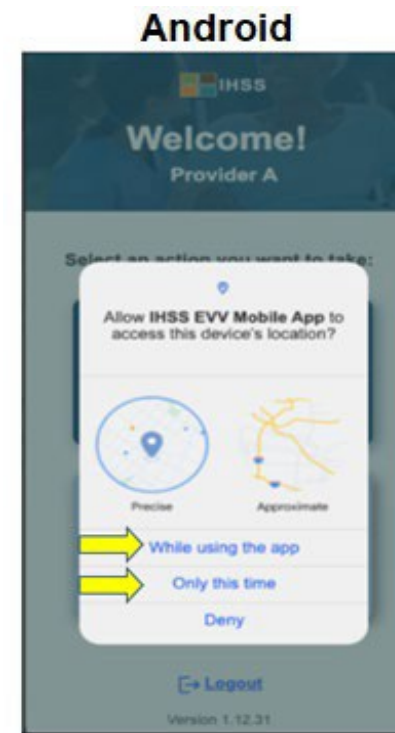 Android
IHSS
Welcome!
Provider A
Select an action you want to take:
Allow IHSS EVV Mobile App to
access this device's location?
Precise
Approximate
While using the app
Only this time
Deny
Logout
Version 1.12.31